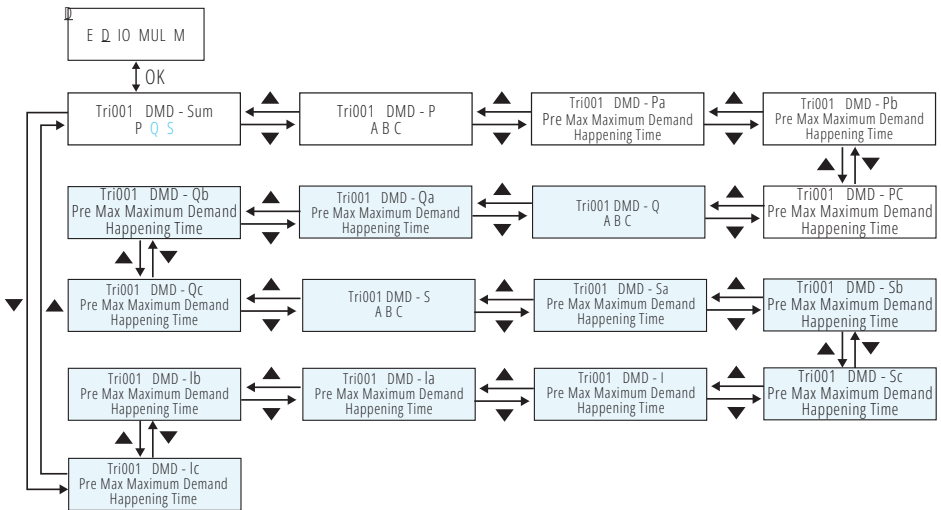 D
E D IO MUL M
OK
Tri001 DMD - Sum
P Q S
Tri001 DMD - P
A B C
Tri001 DMD - Pa
Pre Max Maximum Demand
Happening Time
Tri001 DMD - Pb
Pre Max Maximum Demand
Happening Time
Tri001 DMD - Qb
Pre Max Maximum Demand
Happening Time
Tri001 DMD - Qa
Pre Max Maximum Demand
Happening Time
Tri001 DMD - Q
A B C
Tri001 DMD - PC
Pre Max Maximum Demand
Happening Time
Tri001 DMD - Qc
Pre Max Maximum Demand
Happening Time
Tri001 DMD - S
A B C
Tri001 DMD - Sa
Pre Max Maximum Demand
Happening Time
Tri001 DMD - Sb
Pre Max Maximum Demand
Happening Time
Tri001 DMD - Ib
Pre Max Maximum Demand
Happening Time
Tri001 DMD - Ia
Pre Max Maximum Demand
Happening Time
Tri001 DMD - I
Pre Max Maximum Demand
Happening Time
Tri001 DMD - Sc
Pre Max Maximum Demand
Happening Time
Tri001 DMD - Ic
Pre Max Maximum Demand
Happening Time